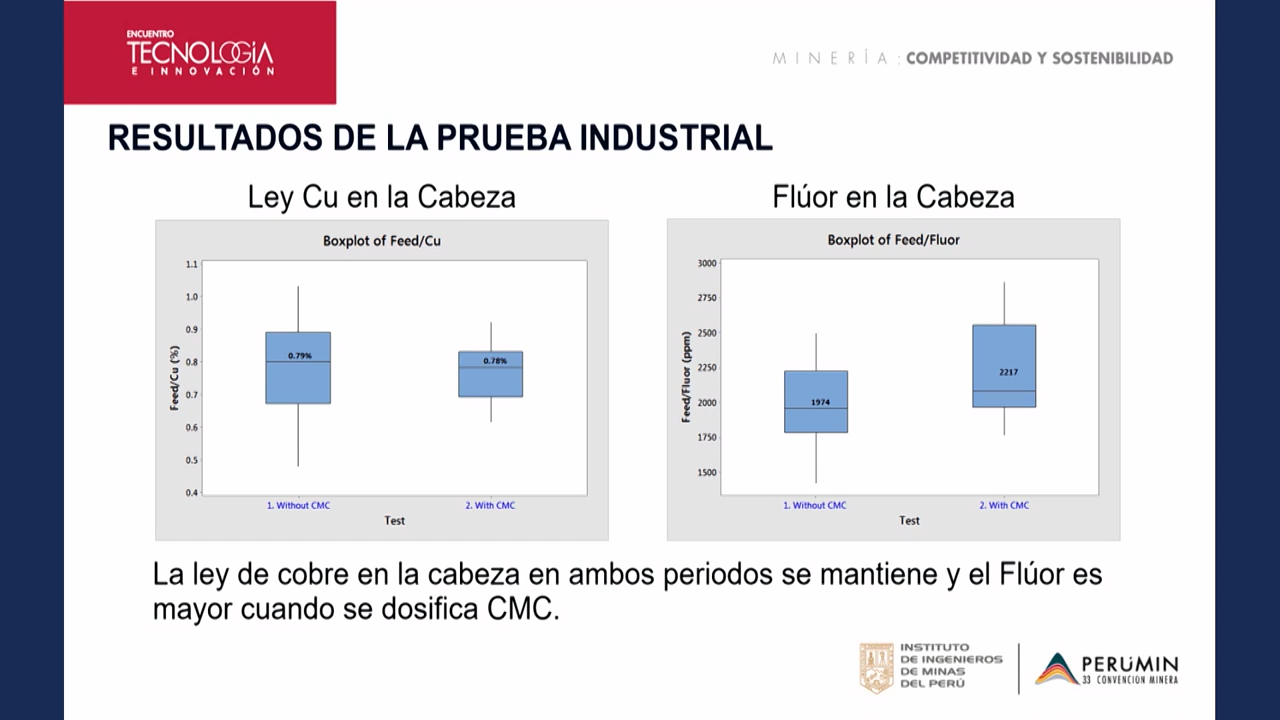 ENCUENTRO
TECNOLOGÍA
E INNOVACIÓN
MINERÍA: COMPETITIVIDAD Y SOSTENIBILIDAD
RESULTADOS DE LA PRUEBA INDUSTRIAL
Ley Cu en la Cabeza
Boxplot of Feed/Cu
Feed/Cu (%)
1.1
1.0
0.9
0.8
0.7
0.6
0.5
0.4
0.79%
0.78%
1. Without CMC
2. With CMC
Test
Flúor en la Cabeza
Boxplot of Feed/Fluor
Feed/Fluor (ppm)
3000
2750
2500
2250
2000
1750
1500
1974
2217
1. Without CMC
2. With CMC
Test
La ley de cobre en la cabeza en ambos periodos se mantiene y el Flúor es
mayor cuando se dosifica CMC.
INSTITUTO
DE INGENIEROS
DE MINAS
DEL PERÚ
PERÚMIN
33 CONVENCIÓN MINERA